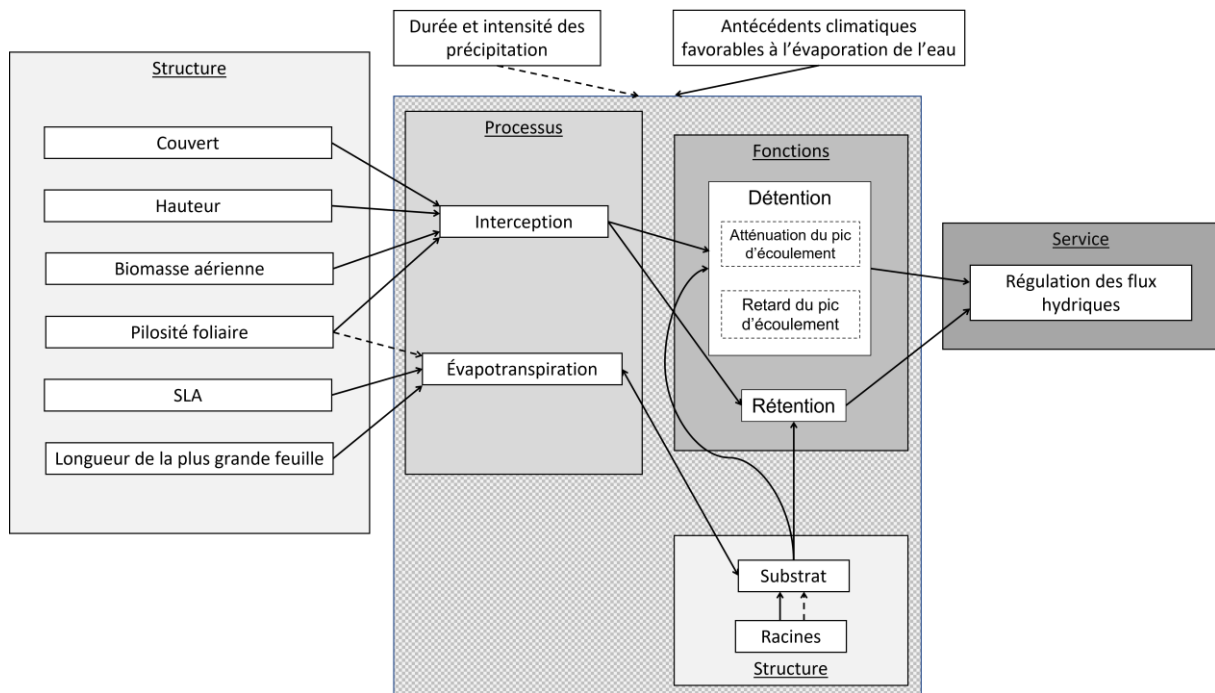 Durée et intensité des
précipitation
Antécédents climatiques
favorables à l'évaporation de l'eau
Structure
Couvert
Hauteur
Biomasse aérienne
Pilosité foliaire
SLA
Longueur de la plus grande feuille
Processus
Interception
Évapotranspiration
Fonctions
Détention
Atténuation du pic
d'écoulement
Retard du pic
d'écoulement
Rétention
Service
Régulation des flux
hydriques
Substrat
Racines
Structure